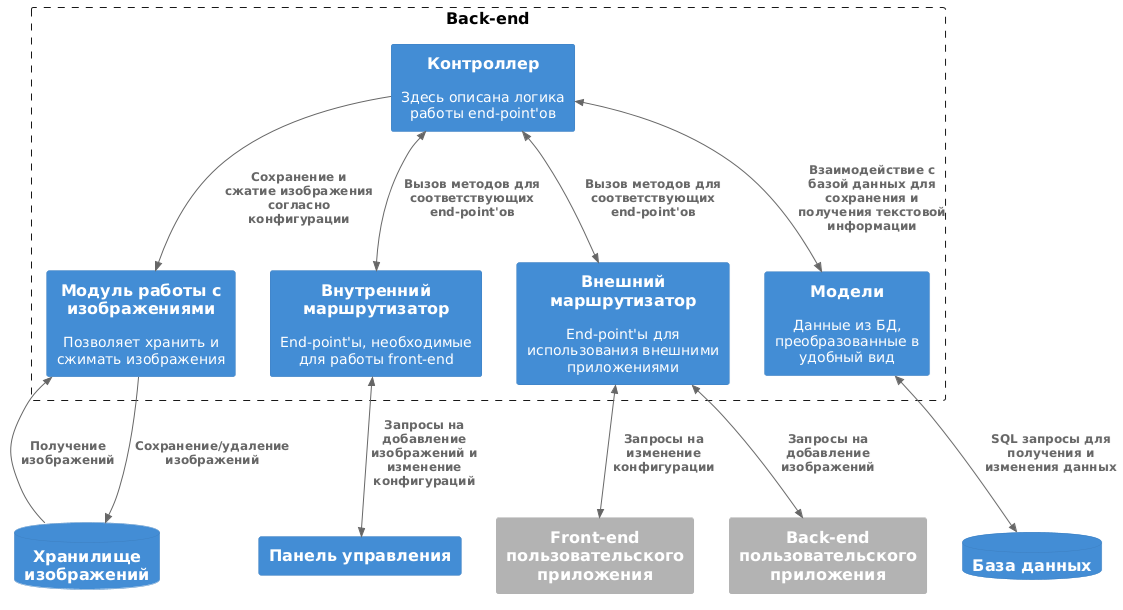 Back-end
Контроллер
Здесь описана логика
работы end-point'ов
Сохранение и
сжатие изображения
согласно
конфигурации
Вызов методов для
соответствующих
end-point'ов
Вызов методов для
соответствующих
end-point'ов
Взаимодействие с
базой данных для
сохранения и
получения текстовой
информации
Модуль работы с
изображениями
Позволяет хранить и
сжимать изображения
Внутренний
маршрутизатор
End-point'ы, необходимые
для работы front-end
Внешний
маршрутизатор
End-point'ы для
использования внешними
приложениями
Модели
Данные из БД,
преобразованные в
удобный вид
Получение
изображений
Сохранение/удаление
изображений
Запросы на
добавление
изображений и
изменение
конфигураций
Запросы на
изменение
конфигурации
Запросы на
добавление
изображений
SQL запросы для
получения и
изменения данных
Хранилище
изображений
Панель управления
Front-end
пользовательского
приложения
Back-end
пользовательского
приложения
База данных